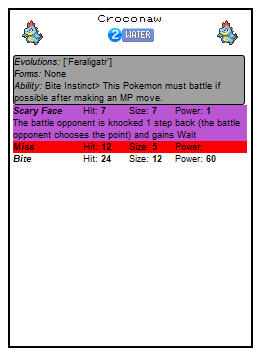 Croconaw
2 WATER
Evolutions: ['Feraligatr']
Forms: None
Ability: Bite Instinct> This Pokemon must battle if
possible after making an MP move.
Scary Face Hit: 7 Size: 7 Power: 1
The battle opponent is knocked 1 step back (the battle
opponent chooses the point) and gains Wait
Miss Hit: 12 Size: 5 Power:
Bite Hit: 24 Size: 12 Power: 60